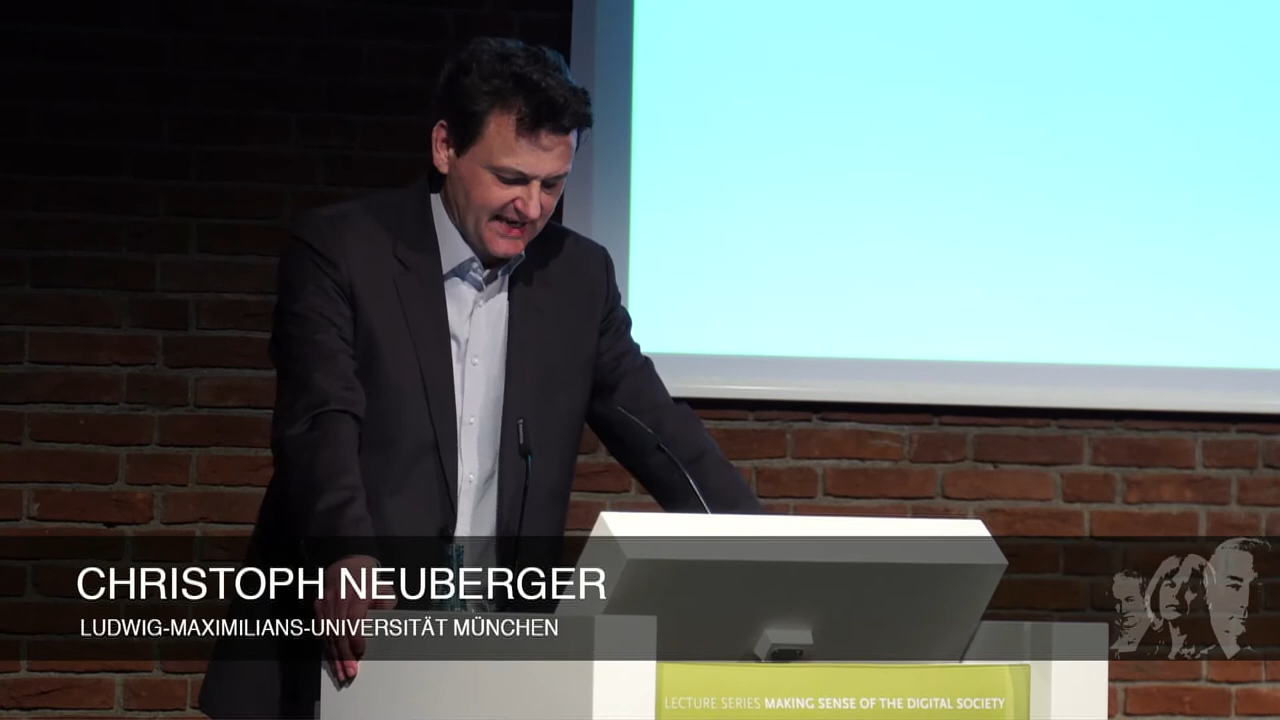 CHRISTOPH NEUBERGER
LUDWIG-MAXIMILIANS-UNIVERSITÄT MÜNCHEN
LECTURE SERIES MAKING SENSE OF THE DIGITAL SOCIETY